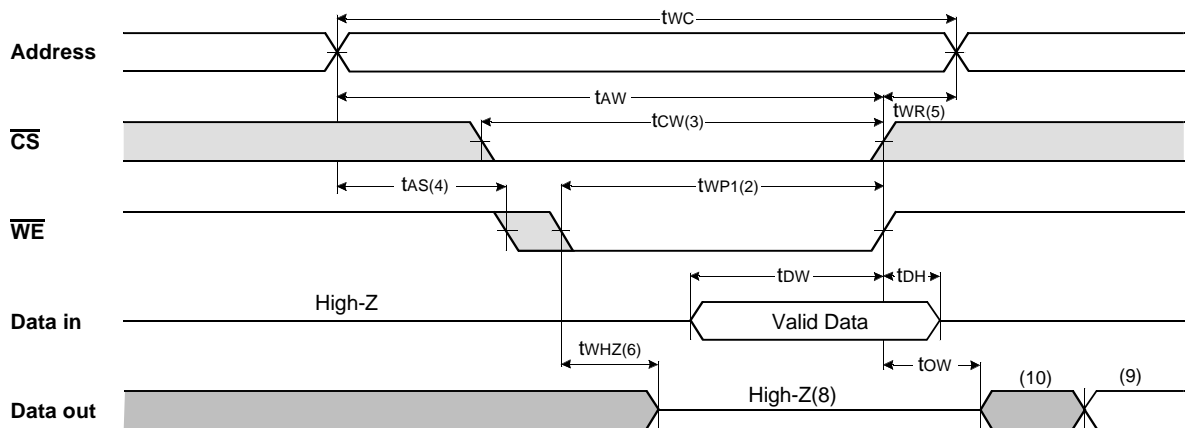 tWC
Address
tAW
tWR(5)
tCW(3)
CS
tAS(4)
tWP1(2)
WE
tDW
tDH
High-Z
Data in
Valid Data
tWHZ(6)
tOW
(10)
(9)
High-Z(8)
Data out